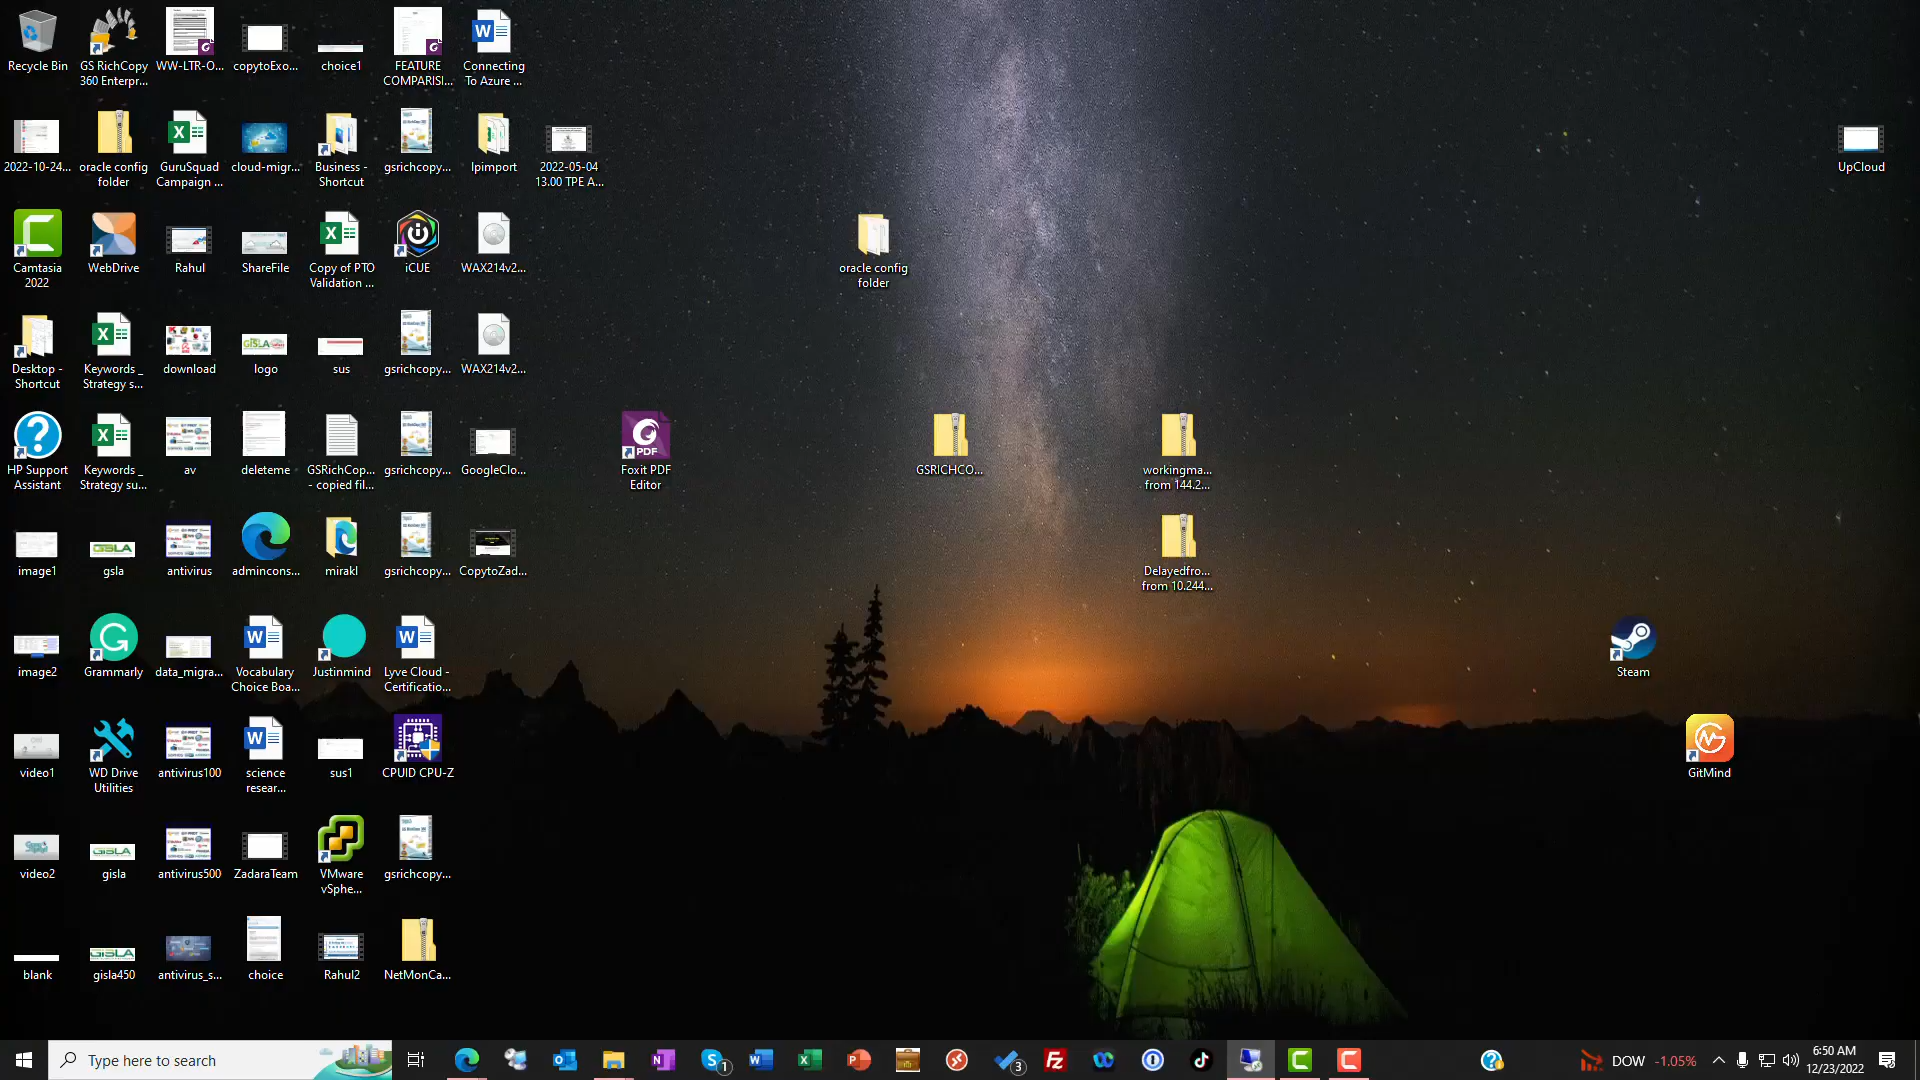 Recycle Bin
GS RichCopy
360 Enterpr...
WW-LTR-O...
copytoExo...
choice1
FEATURE
COMPARISI...
Connecting
To Azure ...
2022-10-24...
oracle config
folder
GuruSquad
Campaign ...
cloud-migr...
Business -
Shortcut
gsrichcopy...
lpimport
2022-05-04
13.00 TPE A...
UpCloud
Camtasia
2022
WebDrive
Rahul
ShareFile
Copy of PTO
Validation ...
iCUE
WAX214v2...
oracle config
folder
Desktop -
Shortcut
Keywords _
Strategy s...
download
logo
sus
gsrichcopy...
WAX214v2...
HP Support
Assistant
Keywords _
Strategy su...
av
deleteme
GSRichCop...
- copied fil...
gsrichcopy...
GoogleClo...
PDF
Foxit PDF
Editor
GSRICHCO...
workingma...
from 144.2...
image1
gsla
antivirus
admincons...
mirakl
gsrichcopy...
CopytoZad...
Delayedfro...
from 10.244...
image2
Grammarly
data_migra...
Vocabulary
Choice Boa...
Justinmind
Lyve Cloud -
Certificatio...
Steam
video1
WD Drive
Utilities
antivirus100
science
resear...
sus1
CPUID CPU-Z
GitMind
video2
gisla
antivirus500
ZadaraTeam
VMware
vSphe...
gsrichcopy...
blank
gisla450
antivirus_s...
choice
Rahul2
NetMonCa...
Type here to search
1
3
DOW -1.05%
6:50 AM
12/23/2022